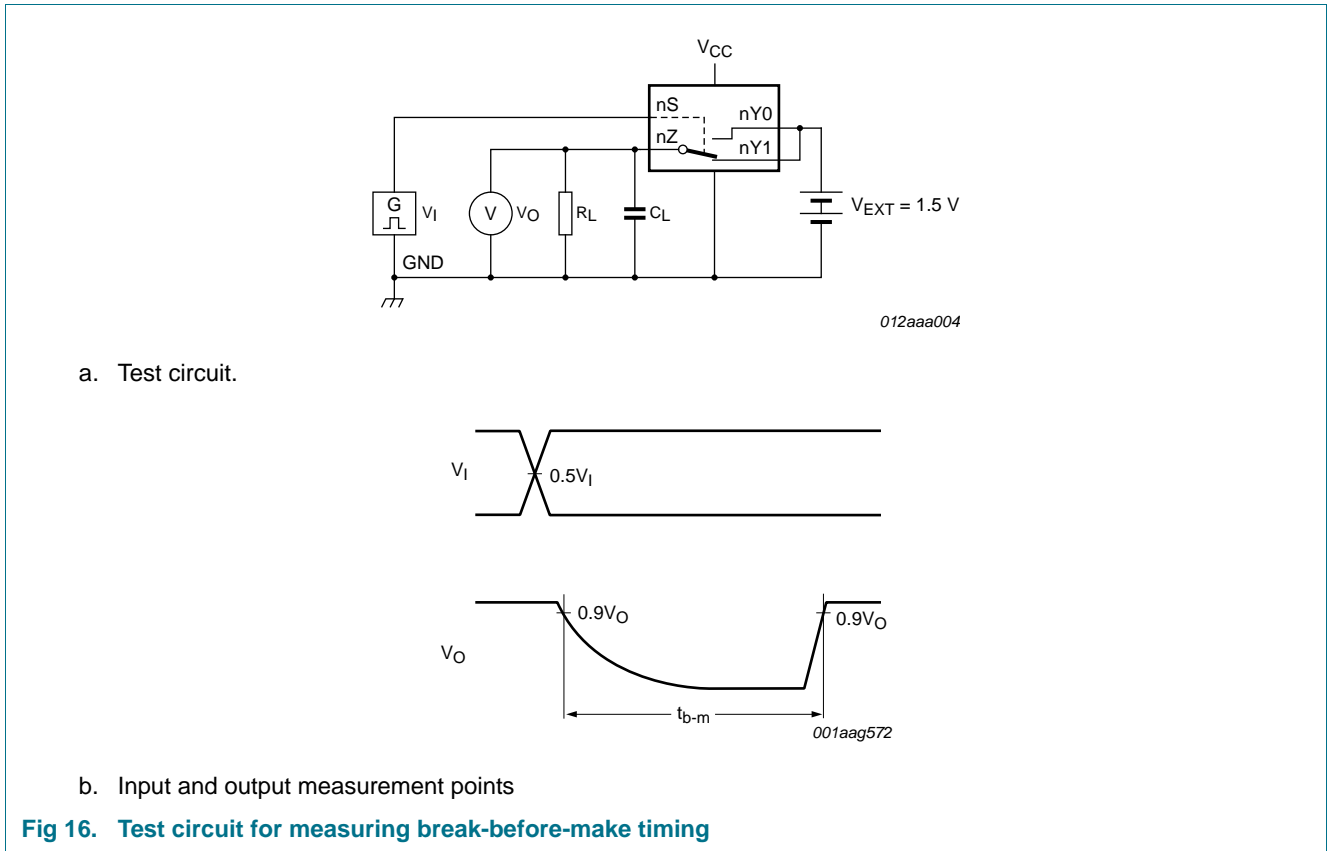 VCC
nS
nY0
nZ
nY1
G
VI
V
VO
RL
CL
VEXT = 1.5 V
GND
012aaa004
a. Test circuit.
VI
0.5VI
0.9VO
0.9VO
VO
tb-m
001aag572
b. Input and output measurement points
Fig 16. Test circuit for measuring break-before-make timing